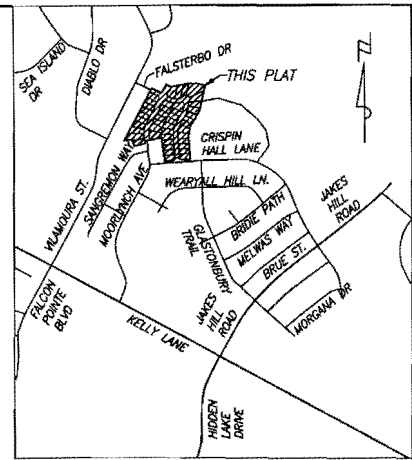 SEA ISLAND
DR
DIABLO DR
FALSTERBO DR
THIS PLAT
N
CRISPIN
HALL LANE
SANGREMON WAY
MOORLYNCH AVE
VILAMOURA ST.
WEARYALL HILL LN.
JAKES
HILL
ROAD
BRIDIE PATH
MELWAS WAY
BRUE ST.
GLASTONBURY
TRAIL
MORGANA DR
JAKES
HILL
ROAD
FALCON
POINTE
BLVD
KELLY LANE
HIDDEN
LAKE
DRIVE